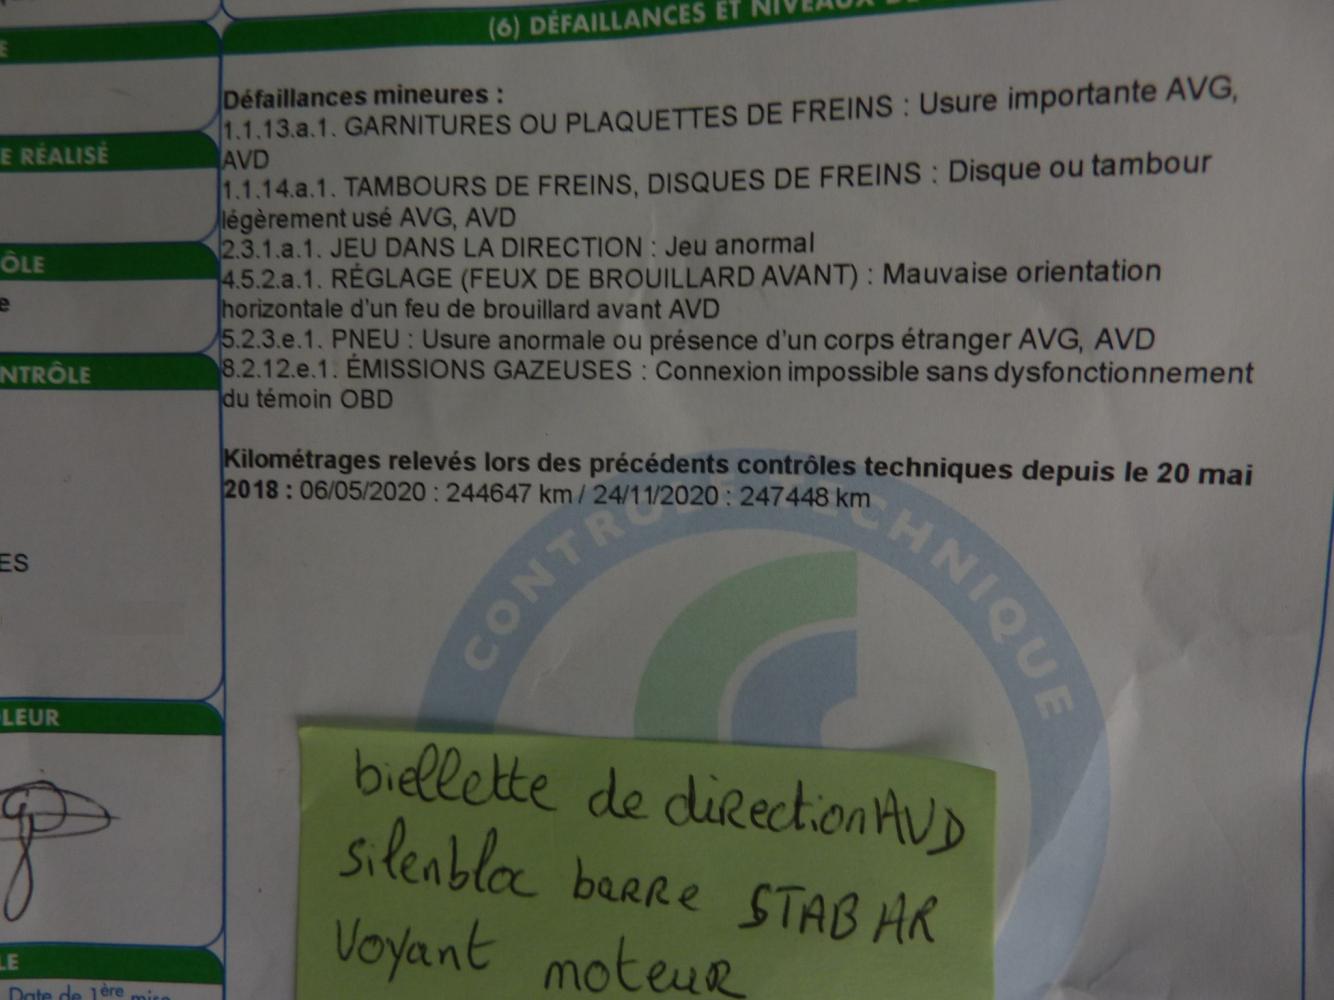 (6) DÉFAILLANCES ET NIVEAUX
E
Défaillances mineures :
1.1.13.a.1. GARNITURES OU PLAQUETTES DE FREINS : Usure importante AVG,
E RÉALISÉ
AVD
1.1.14.a.1. TAMBOURS DE FREINS, DISQUES DE FREINS : Disque ou tambour
légèrement usé AVG, AVD
ÔLE
2.3.1.a.1. JEU DANS LA DIRECTION : Jeu anormal
4.5.2.a.1. RÉGLAGE (FEUX DE BROUILLARD AVANT) : Mauvaise orientation
e
horizontale d'un feu de brouillard avant AVD
5.2.3.e.1. PNEU : Usure anormale ou présence d'un corps étranger AVG, AVD
NTRÔLE
8.2.12.e.1. ÉMISSIONS GAZEUSES : Connexion impossible sans dysfonctionnement
du témoin OBD
Kilométrages relevés lors des précédents contrôles techniques depuis le 20 mai
2018 : 06/05/2020 : 244647 km / 24/11/2020 : 247448 km
CONTROLE TECHNIQUE
ES
LEUR
biellette de direction AVD
silenbloc barre STAB AR
Voyant moteur
LE
Date de 1ère mise